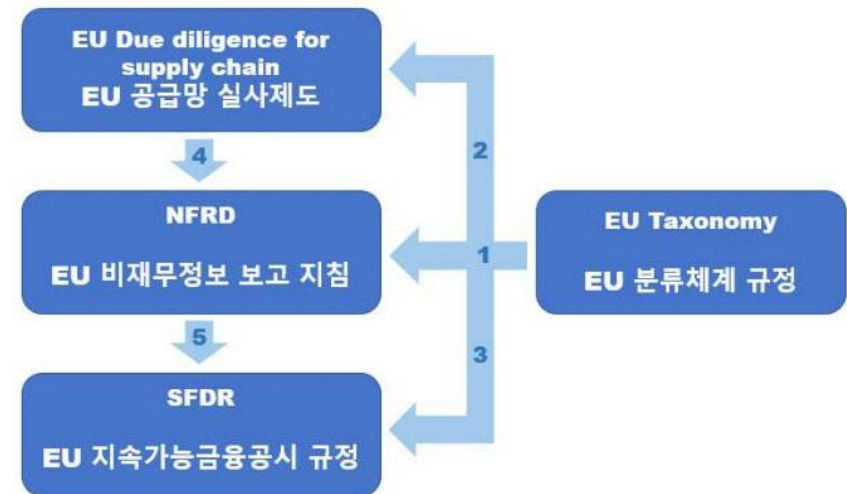 EU Due diligence for
supply chain
EU 공급망 실사제도
4
2
NFRD
EU 비재무정보 보고 지침
1
EU Taxonomy
EU 분류체계 규정
5
3
SFDR
EU 지속가능금융공시 규정